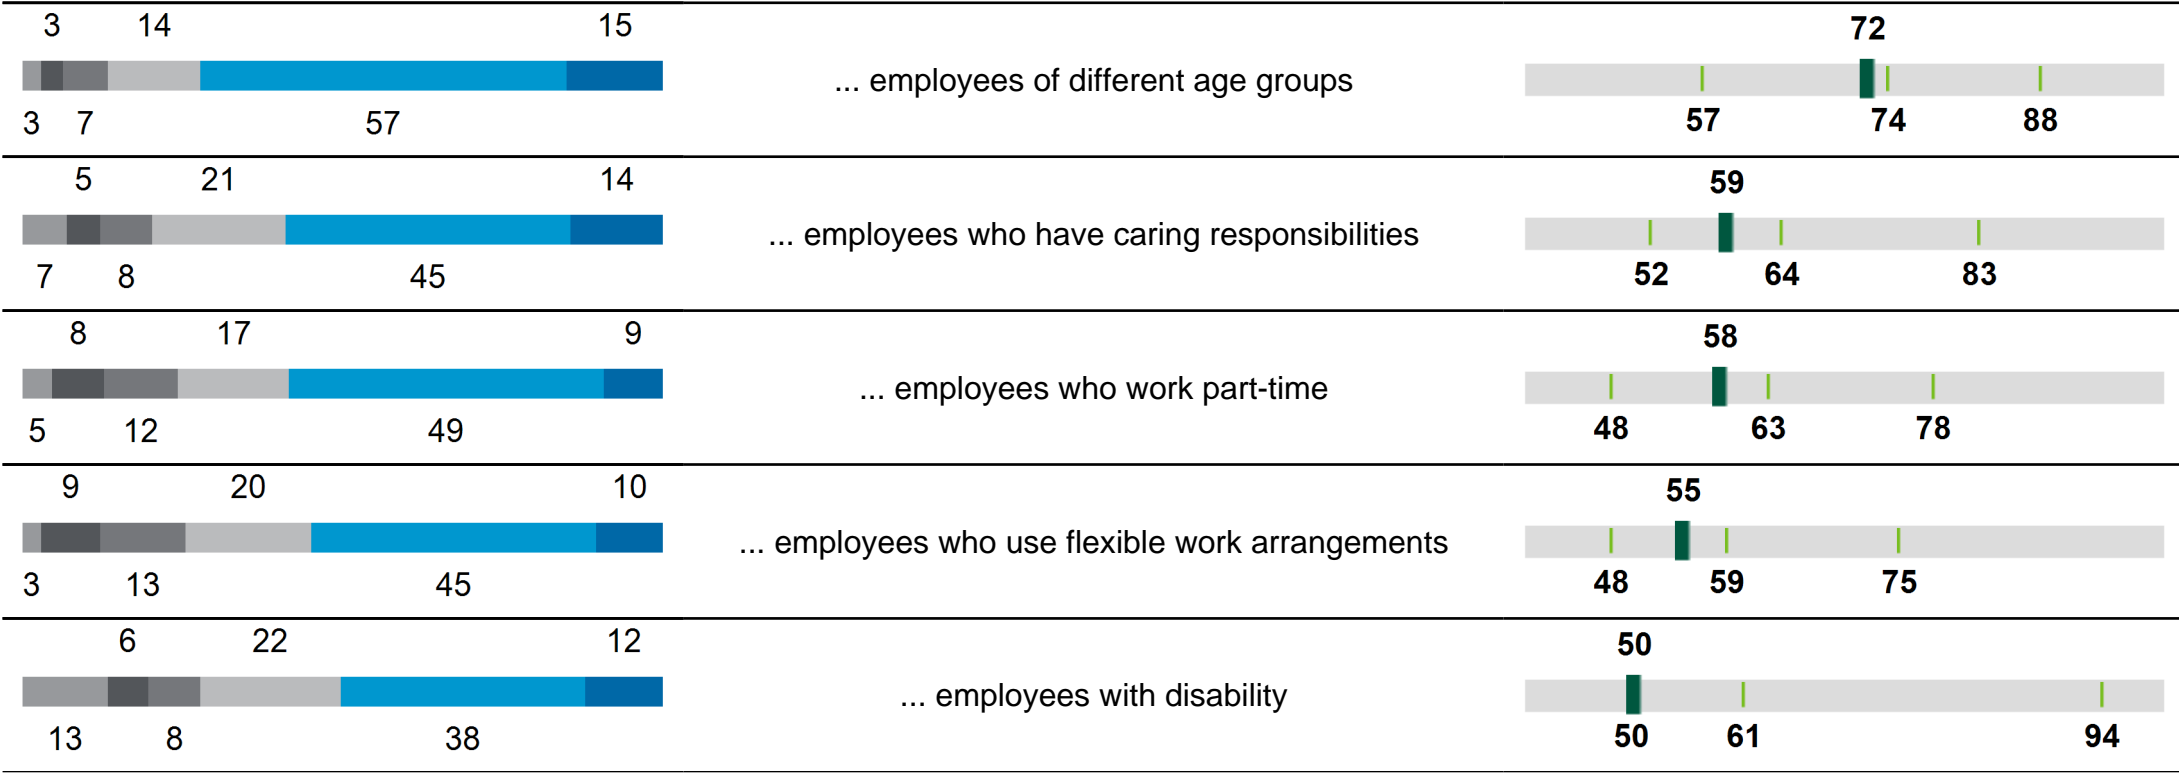 3 14 15 72
... employees of different age groups
3 7 57 57 74 88
5 21 14 59
... employees who have caring responsibilities
7 8 45 52 64 83
8 17 9 58
... employees who work part-time
5 12 49 48 63 78
9 20 10 55
... employees who use flexible work arrangements
3 13 45 48 59 75
6 22 12 50
... employees with disability
13 8 38 50 61 94